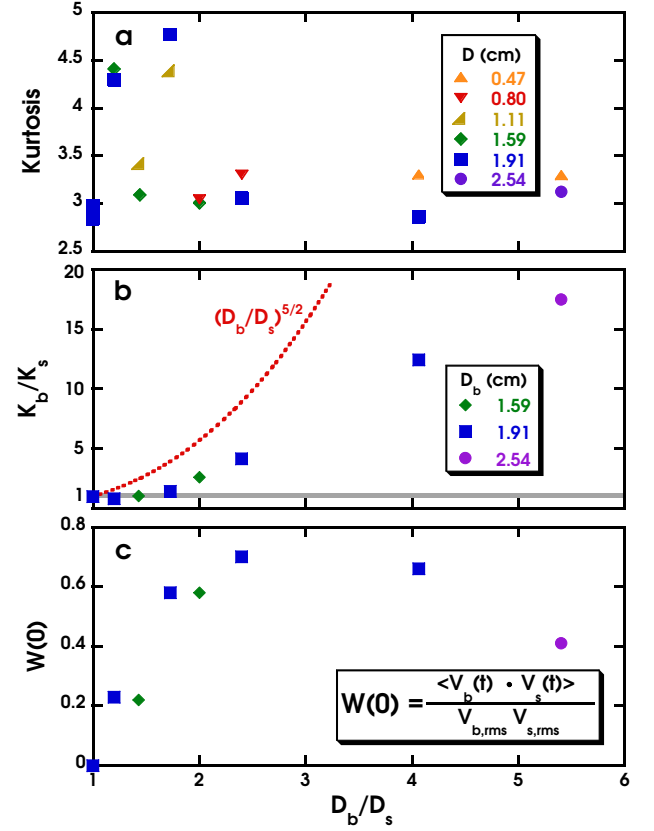 a
Kurtosis
5
4.5
4
3.5
3
2.5
D (cm)
0.47
0.80
1.11
1.59
1.91
2.54
b
K_b/K_s
20
15
10
5
1
(D_b/D_s)^5/2
D_b (cm)
1.59
1.91
2.54
c
W(0)
0.8
0.6
0.4
0.2
0
W(0) = <V_b(t) · V_s(t)> / V_b,rms V_s,rms
1 2 3 4 5 6
D_b/D_s